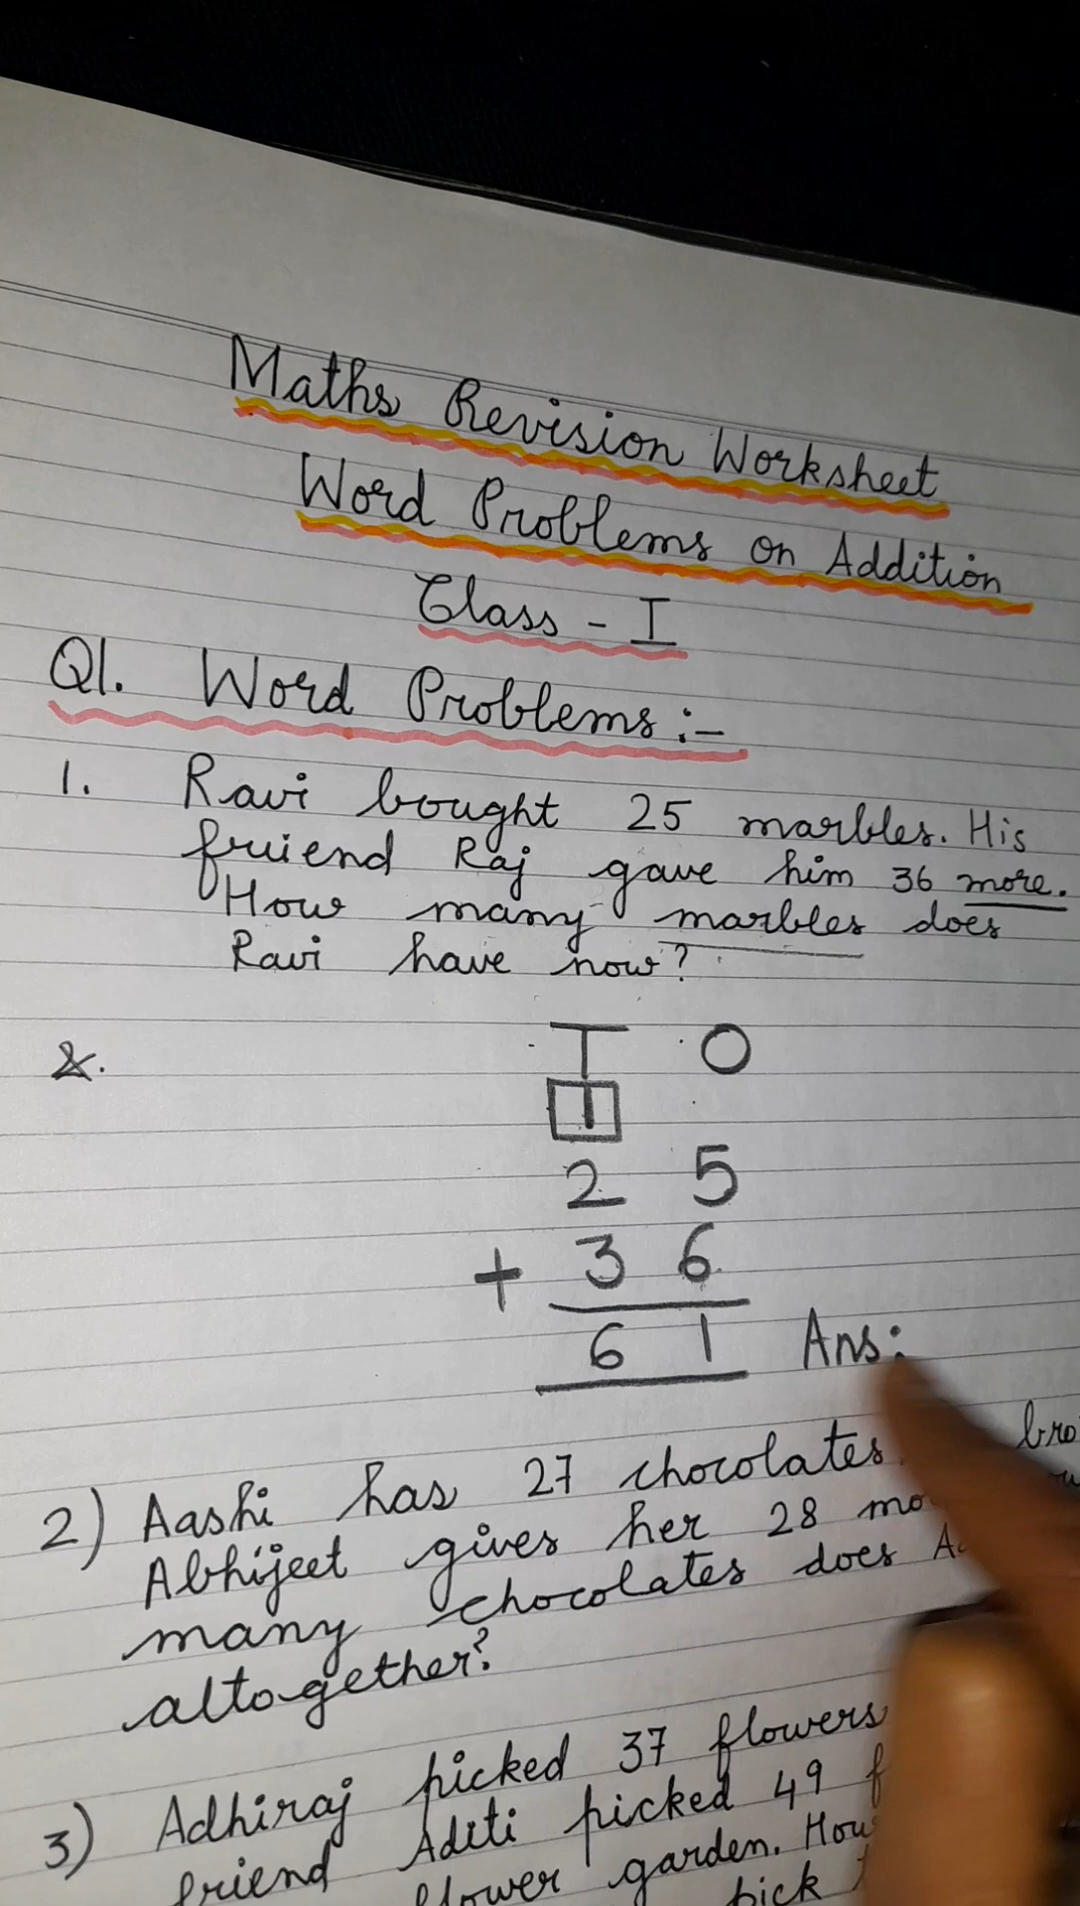 Maths Revision Worksheet
Word Problems on Addition
Class - I
Q1. Word Problems :-
1. Ravi bought 25 marbles. His
friend Raj gave him 36 more.
How many marbles does
Ravi have now?
T O
1
2 5
+ 3 6
6 1 Ans:
2) Aashi has 27 chocolates.
Abhijeet gives her 28
many chocolates does
altogether?
3) Adhiraj picked 37 flowers
friend Aditi picked 49
flower garden. How
pick